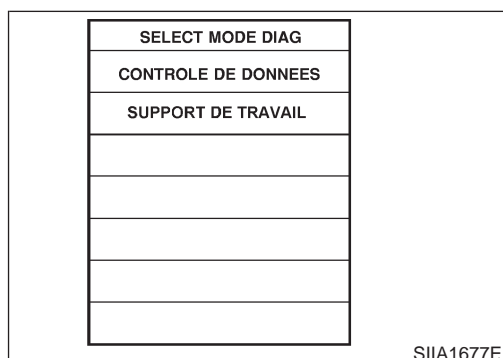 SELECT MODE DIAG
CONTROLE DE DONNEES
SUPPORT DE TRAVAIL
SIIA1677E